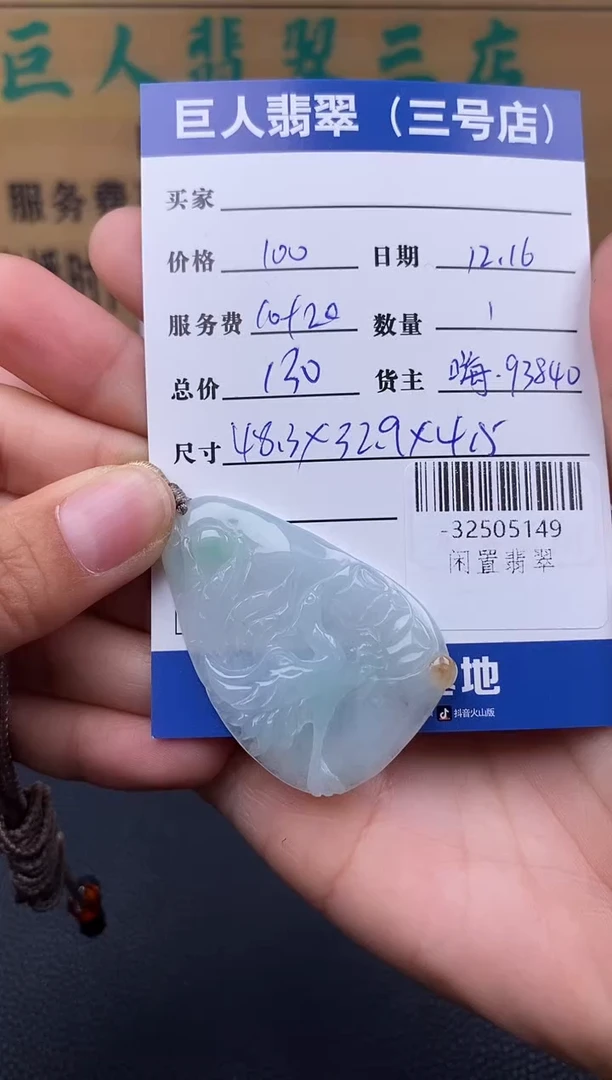 巨人翡翠三店
服务费
巨人翡翠（三号店）
买家
价格 100 日期 12.16
服务费 10+20 数量 1
总价 130 货主 嗨.93840
尺寸 48.3×32.9×4.5
-32505149
闲置翡翠
地
抖音火山版